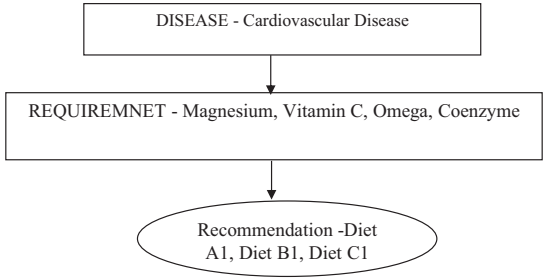 DISEASE - Cardiovascular Disease
REQUIREMNET - Magnesium, Vitamin C, Omega, Coenzyme
Recommendation -Diet
A1, Diet B1, Diet C1